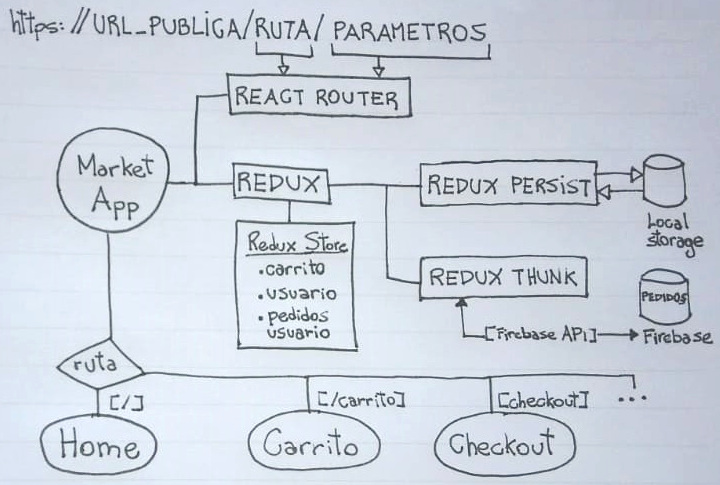 https://URL_PUBLICA/RUTA/PARAMETROS
REACT ROUTER
Market
App
REDUX
REDUX PERSIST
Local
storage
Redux Store
.carrito
.usuario
.pedidos
usuario
REDUX THUNK
PEDIDOS
[Firebase API]
Firebase
ruta
[/]
[/carrito]
[checkout]
...
Home
Carrito
Checkout